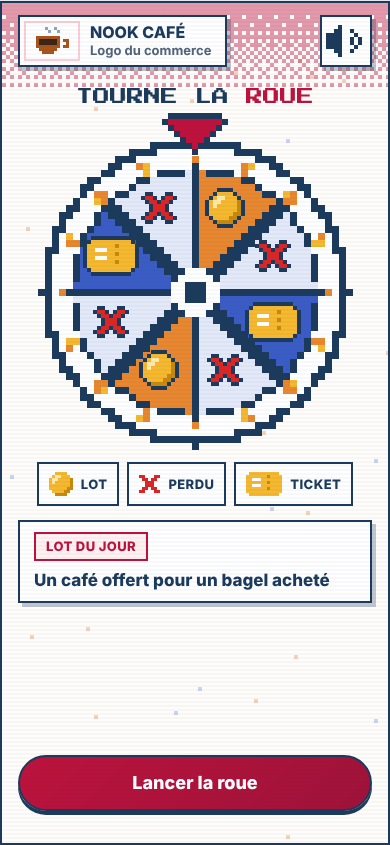 NOOK CAFÉ
Logo du commerce
TOURNE LA ROUE
LOT
PERDU
TICKET
LOT DU JOUR
Un café offert pour un bagel acheté
Lancer la roue